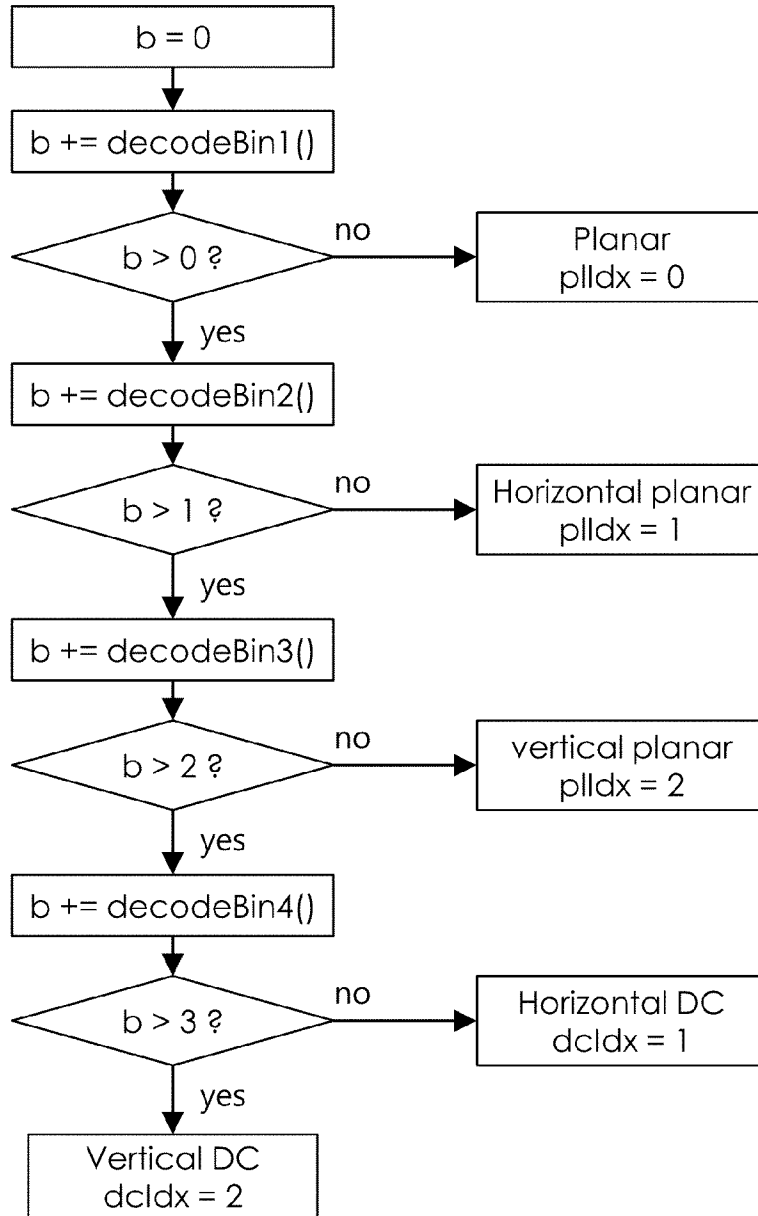 b = 0
b += decodeBin1()
b > 0 ?
no
Planar
plIdx = 0
yes
b += decodeBin2()
b > 1 ?
no
Horizontal planar
plIdx = 1
yes
b += decodeBin3()
b > 2 ?
no
vertical planar
plIdx = 2
yes
b += decodeBin4()
b > 3 ?
no
Horizontal DC
dcIdx = 1
yes
Vertical DC
dcIdx = 2